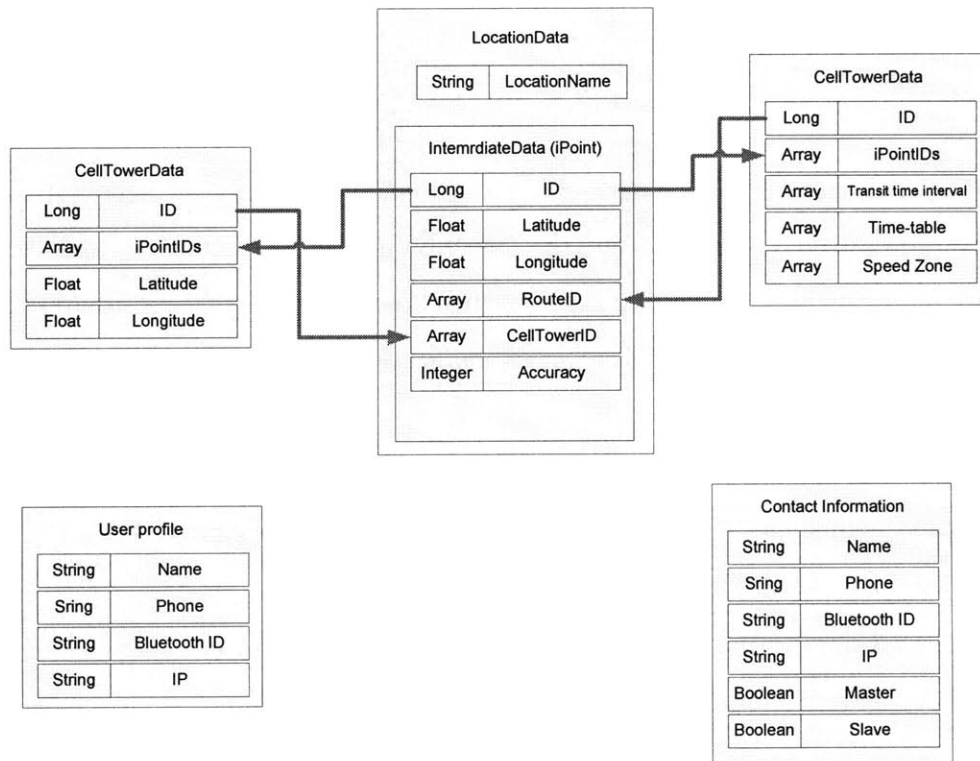 LocationData
String LocationName
IntemrdiateData (iPoint)
Long ID
Float Latitude
Float Longitude
Array RouteID
Array CellTowerID
Integer Accuracy
CellTowerData
Long ID
Array iPointIDs
Float Latitude
Float Longitude
CellTowerData
Long ID
Array iPointIDs
Array Transit time interval
Array Time-table
Array Speed Zone
User profile
String Name
Sring Phone
String Bluetooth ID
String IP
Contact Information
String Name
Sring Phone
String Bluetooth ID
String IP
Boolean Master
Boolean Slave